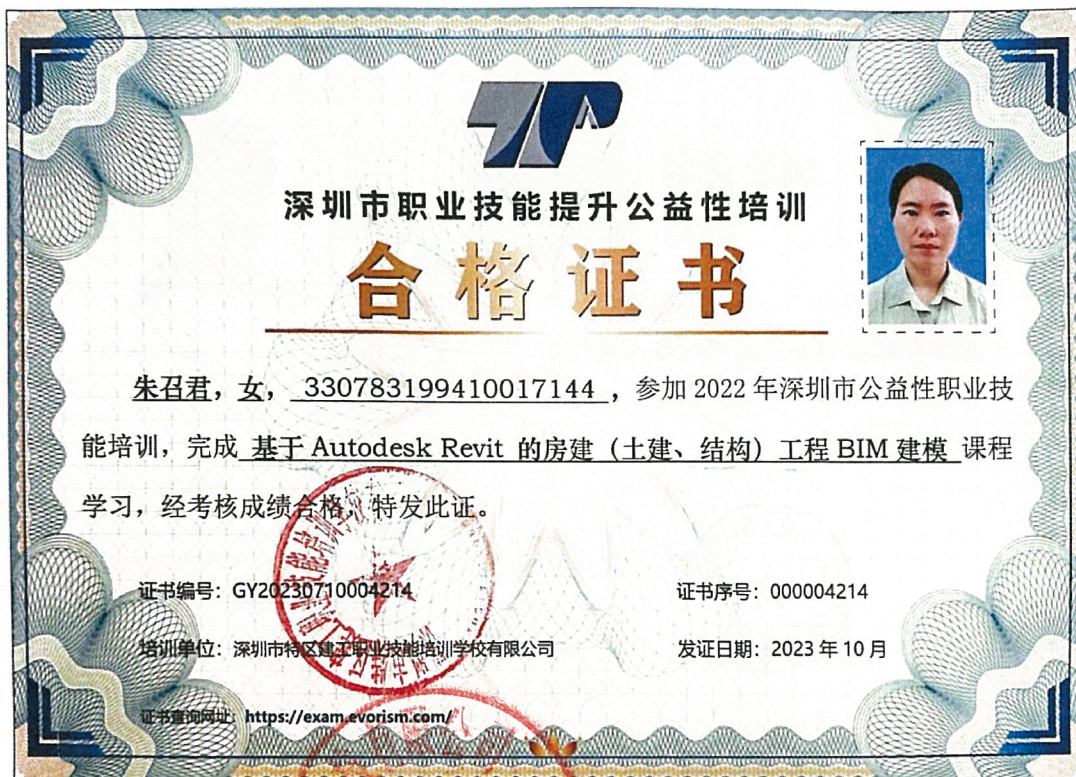 深圳市职业技能提升公益性培训
合格证书
朱召君，女， 330783199410017144 ，参加 2022 年深圳市公益性职业技
能培训，完成 基于 Autodesk Revit 的房建（土建、结构）工程 BIM 建模 课程
学习，经考核成绩合格，特发此证。
证书编号：GY20230710004214
证书序号：000004214
培训单位：深圳市特区建工职业技能培训学校有限公司
发证日期：2023 年 10 月
证书查询网址：https://exam.evorism.com/